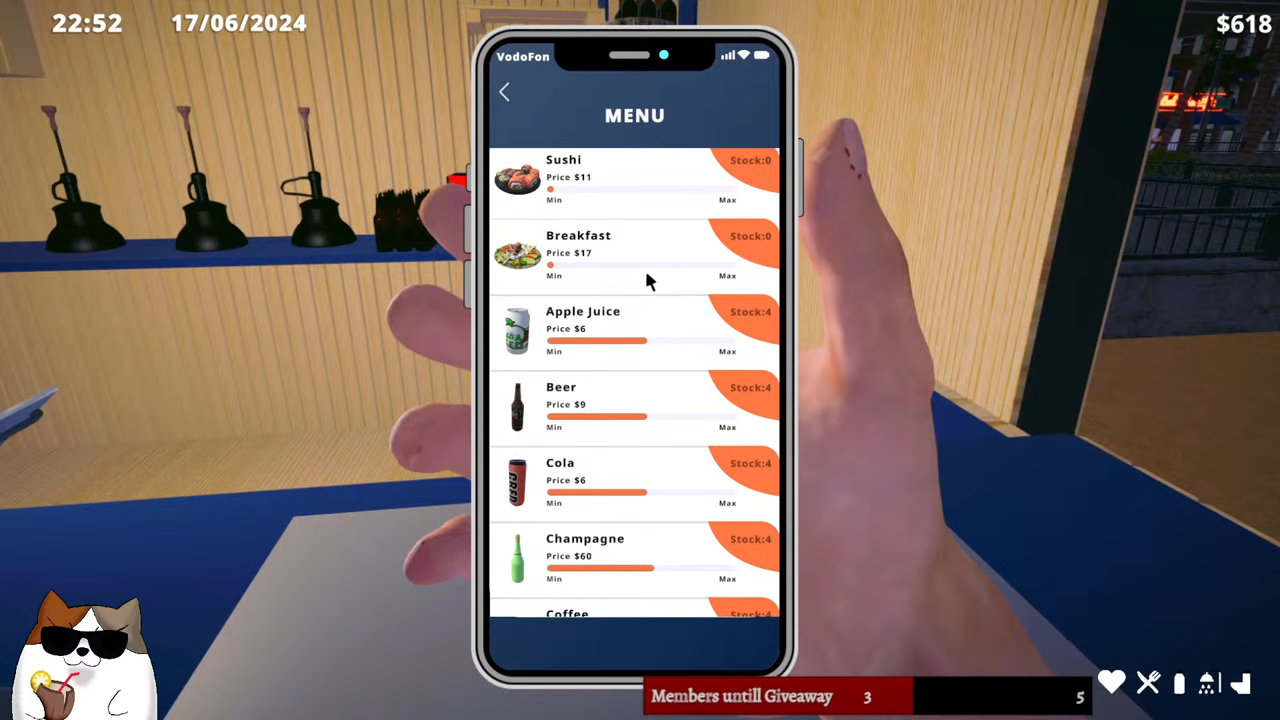 22:52
17/06/2024
$618
VodoFon
MENU
Sushi
Stock:0
Price $11
Min
Max
Breakfast
Stock:0
Price $17
Min
Max
Apple Juice
Stock:4
Price $6
Min
Max
Beer
Stock:4
Price $9
Min
Max
Cola
Stock:4
Price $6
Min
Max
Champagne
Stock:4
Price $60
Min
Max
Coffee
Stock:4
Members untill Giveaway 3 5